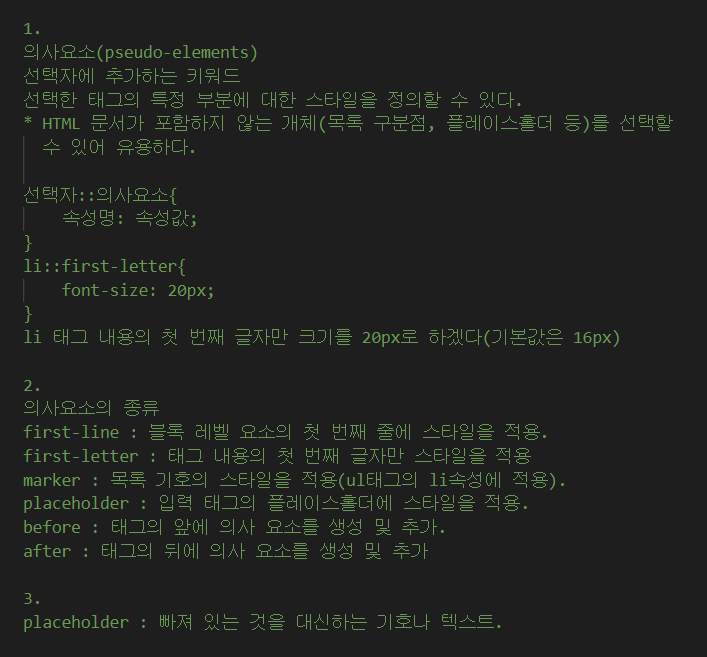 1.
의사요소(pseudo-elements)
선택자에 추가하는 키워드
선택한 태그의 특정 부분에 대한 스타일을 정의할 수 있다.
* HTML 문서가 포함하지 않는 개체(목록 구분점, 플레이스홀더 등)를 선택할
수 있어 유용하다.
선택자::의사요소{
속성명: 속성값;
}
li::first-letter{
font-size: 20px;
}
li 태그 내용의 첫 번째 글자만 크기를 20px로 하겠다(기본값은 16px)
2.
의사요소의 종류
first-line : 블록 레벨 요소의 첫 번째 줄에 스타일을 적용.
first-letter : 태그 내용의 첫 번째 글자만 스타일을 적용
marker : 목록 기호의 스타일을 적용(ul태그의 li속성에 적용).
placeholder : 입력 태그의 플레이스홀더에 스타일을 적용.
before : 태그의 앞에 의사 요소를 생성 및 추가.
after : 태그의 뒤에 의사 요소를 생성 및 추가
3.
placeholder : 빠져 있는 것을 대신하는 기호나 텍스트.